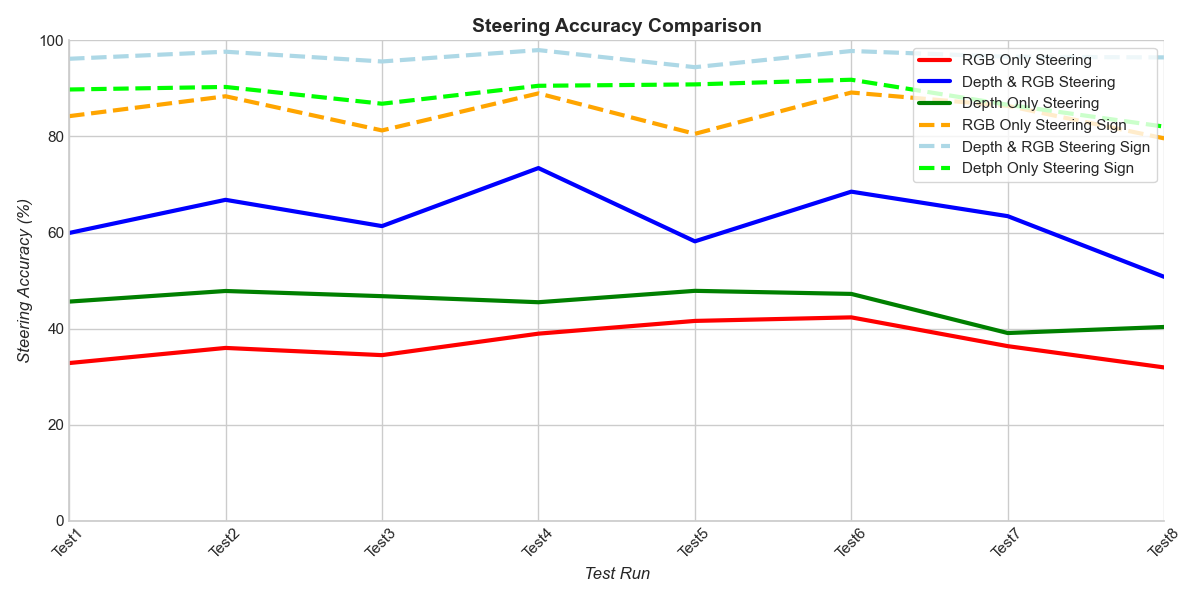 Steering Accuracy Comparison
100
80
60
40
20
0
Steering Accuracy (%)
RGB Only Steering
Depth & RGB Steering
Depth Only Steering
RGB Only Steering Sign
Depth & RGB Steering Sign
Detph Only Steering Sign
Test1 Test2 Test3 Test4 Test5 Test6 Test7 Test8
Test Run